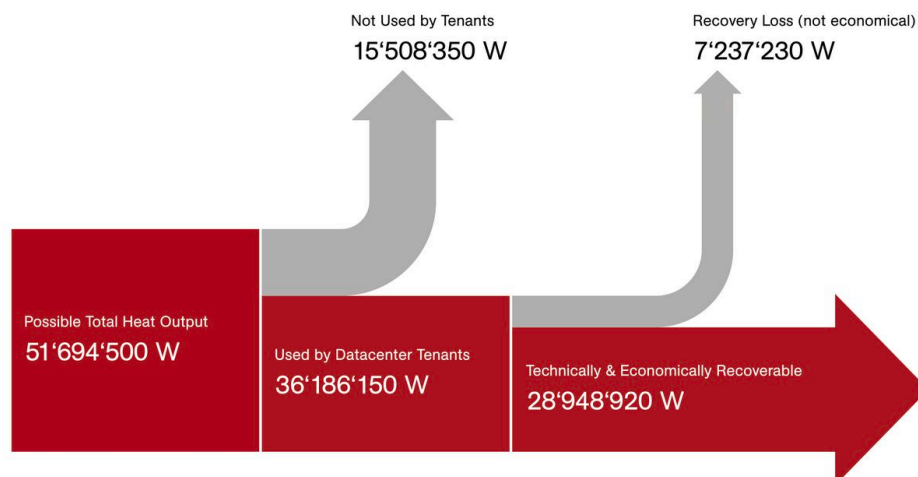 Not Used by Tenants
15‘508‘350 W
Recovery Loss (not economical)
7‘237‘230 W
Possible Total Heat Output
51‘694‘500 W
Used by Datacenter Tenants
36‘186‘150 W
Technically & Economically Recoverable
28‘948‘920 W